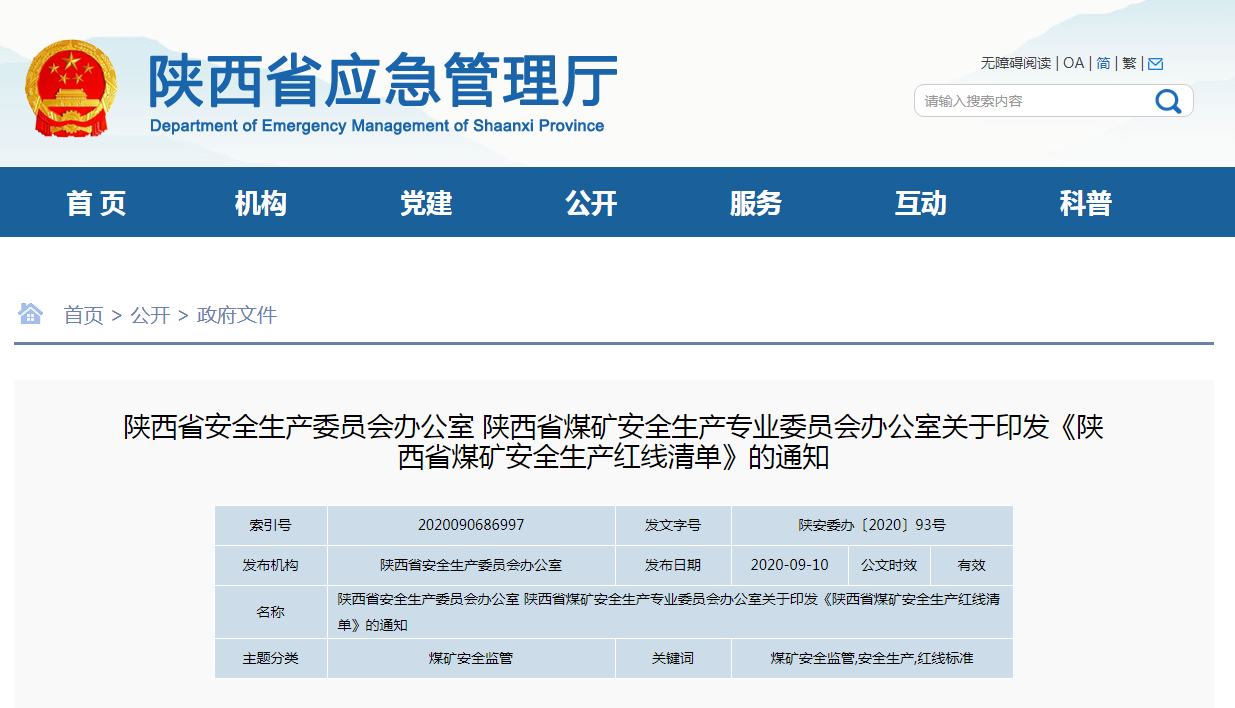 陕西省应急管理厅
Department of Emergency Management of Shaanxi Province
无障碍阅读 | OA | 简 | 繁 |
请输入搜索内容
首 页 机构 党建 公开 服务 互动 科普
首页 > 公开 > 政府文件
陕西省安全生产委员会办公室 陕西省煤矿安全生产专业委员会办公室关于印发《陕
西省煤矿安全生产红线清单》的通知
索引号 2020090686997 发文字号 陕安委办〔2020〕93号
发布机构 陕西省安全生产委员会办公室 发布日期 2020-09-10 公文时效 有效
名称 陕西省安全生产委员会办公室 陕西省煤矿安全生产专业委员会办公室关于印发《陕西省煤矿安全生产红线清
单》的通知
主题分类 煤矿安全监管 关键词 煤矿安全监管,安全生产,红线标准